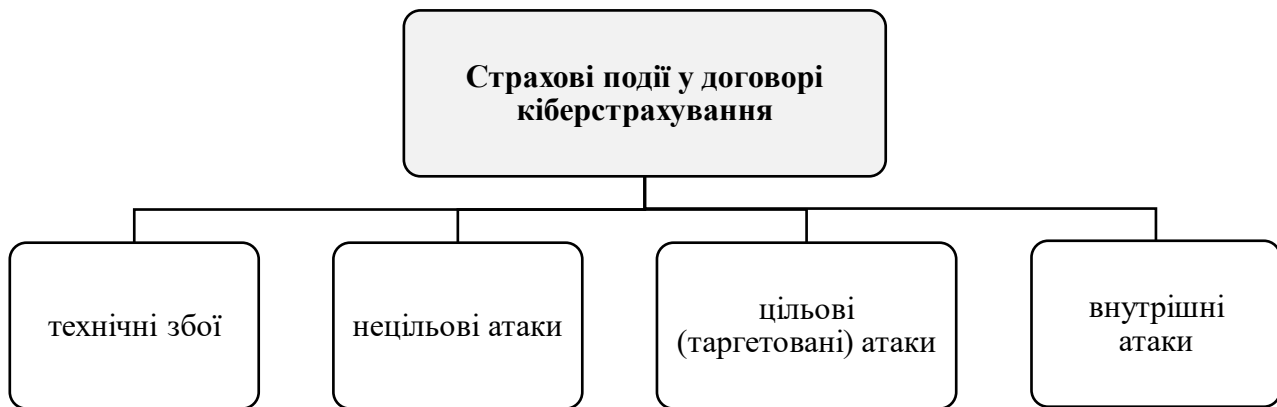 Страхові події у договорі
кіберстрахування
технічні збої
нецільові атаки
цільові
(таргетовані) атаки
внутрішні
атаки